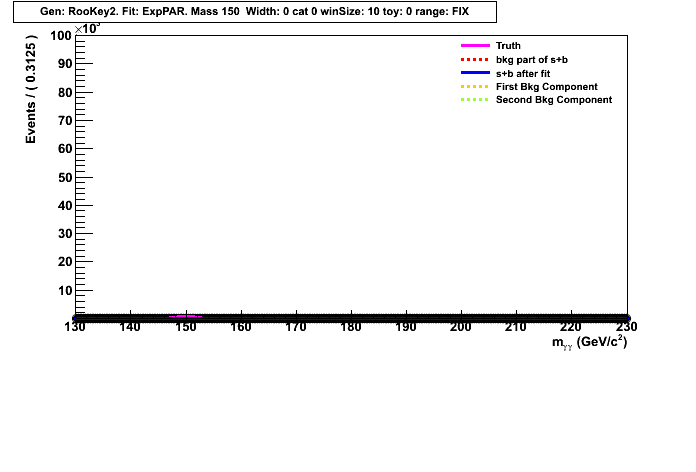 Gen: RooKey2. Fit: ExpPAR. Mass 150 Width: 0 cat 0 winSize: 10 toy: 0 range: FIX
×10³
100
90
80
70
60
50
40
30
20
10
Events / ( 0.3125 )
Truth
bkg part of s+b
s+b after fit
First Bkg Component
Second Bkg Component
130 140 150 160 170 180 190 200 210 220 230
mγγ (GeV/c²)